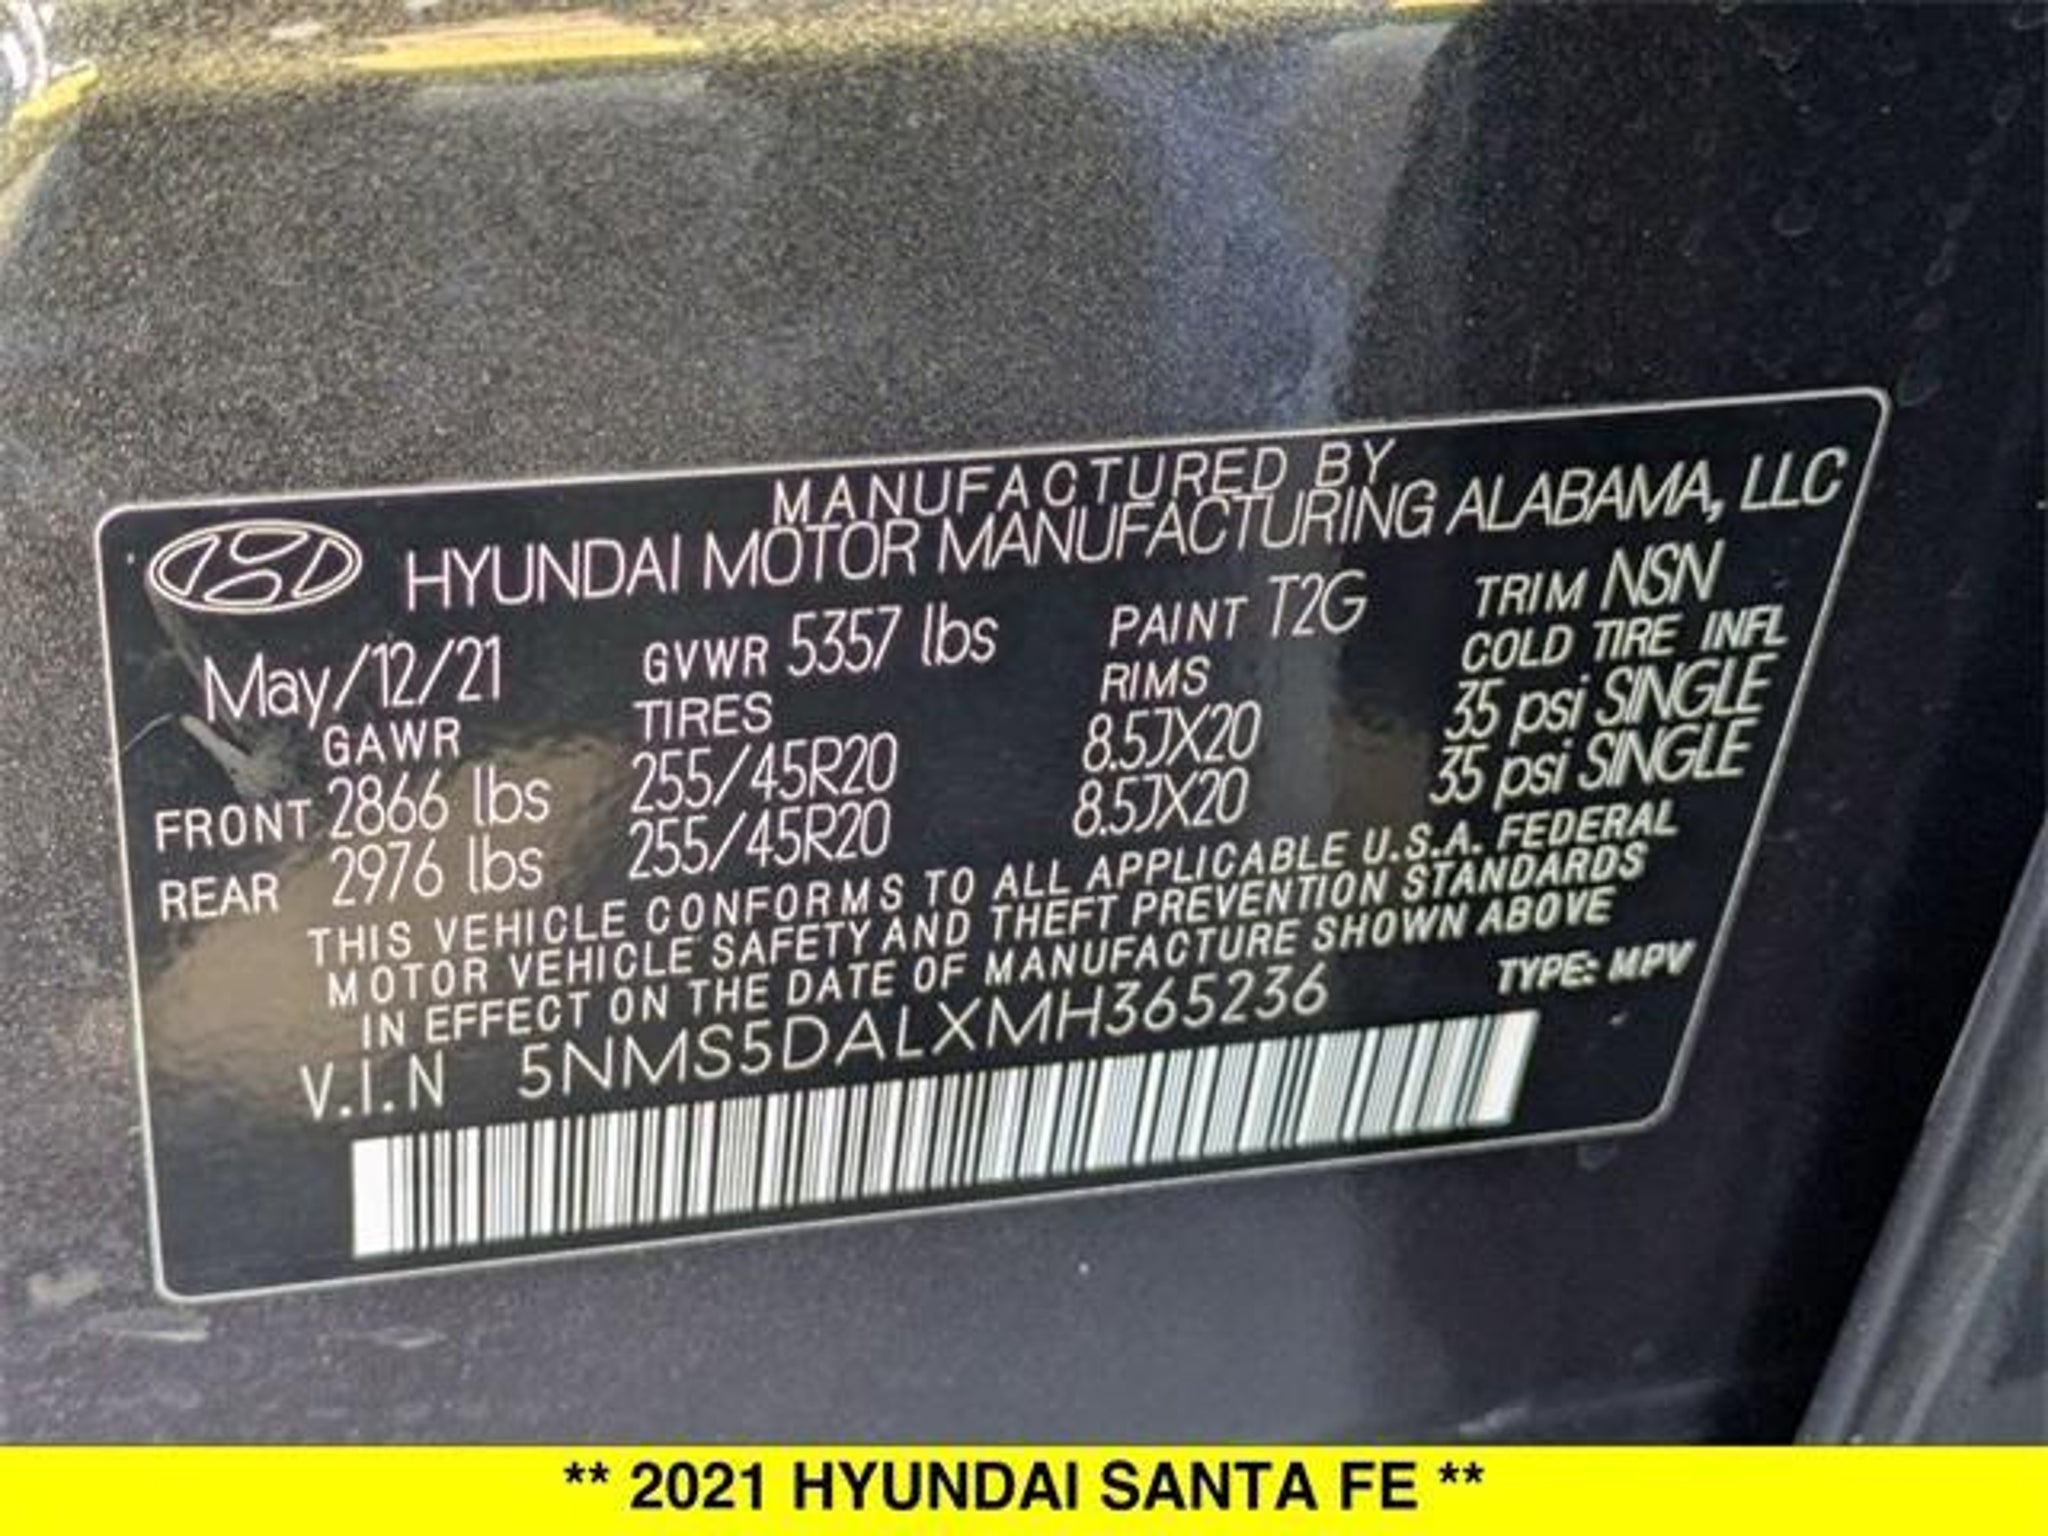 MANUFACTURED BY
HYUNDAI MOTOR MANUFACTURING ALABAMA, LLC
May/12/21 GVWR 5357 lbs PAINT T2G TRIM NSN
GAWR TIRES RIMS COLD TIRE INFL
FRONT 2866 lbs 255/45R20 8.5JX20 35 psi SINGLE
REAR 2976 lbs 255/45R20 8.5JX20 35 psi SINGLE
THIS VEHICLE CONFORMS TO ALL APPLICABLE U.S.A. FEDERAL
MOTOR VEHICLE SAFETY AND THEFT PREVENTION STANDARDS
IN EFFECT ON THE DATE OF MANUFACTURE SHOWN ABOVE
V.I.N 5NMS5DALXMH365236 TYPE: MPV
** 2021 HYUNDAI SANTA FE **